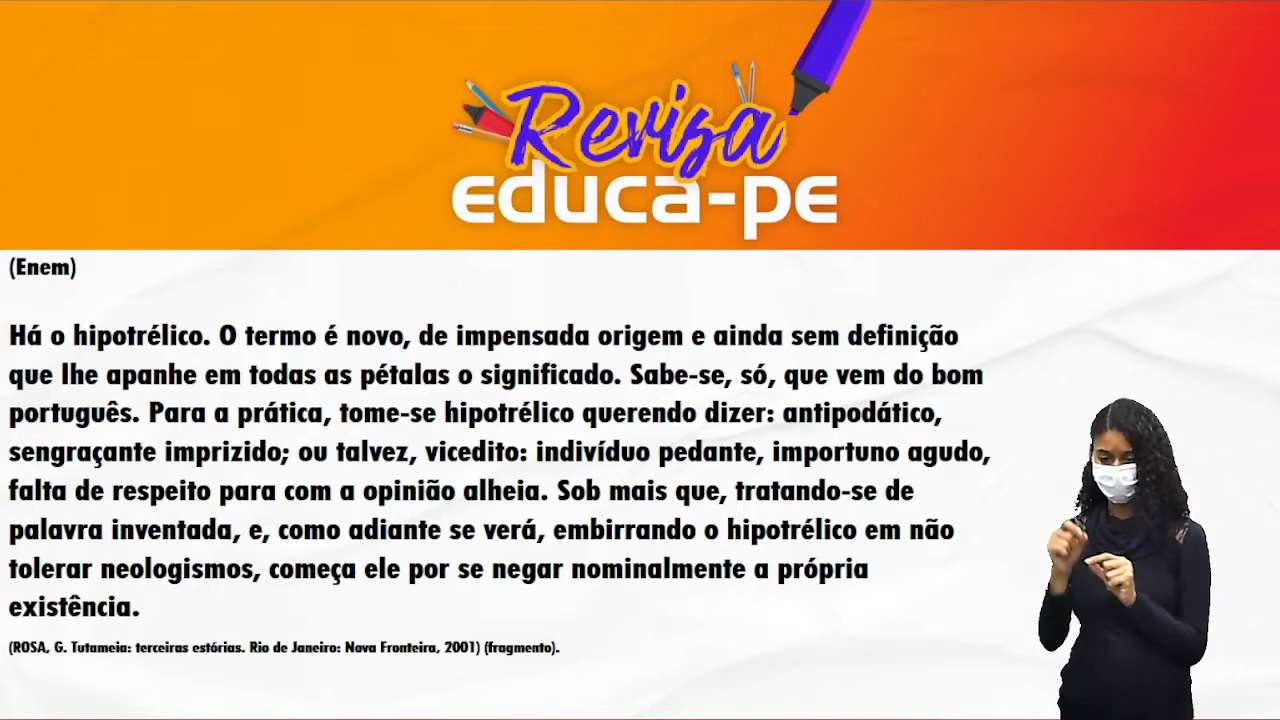 Revisa
educa-pe
(Enem)
Há o hipotrélico. O termo é novo, de impensada origem e ainda sem definição
que lhe apanhe em todas as pétalas o significado. Sabe-se, só, que vem do bom
português. Para a prática, tome-se hipotrélico querendo dizer: antipodático,
sengraçante imprizido; ou talvez, vicedito: indivíduo pedante, importuno agudo,
falta de respeito para com a opinião alheia. Sob mais que, tratando-se de
palavra inventada, e, como adiante se verá, embirrando o hipotrélico em não
tolerar neologismos, começa ele por se negar nominalmente a própria
existência.
(ROSA, G. Tutameia: terceiras estórias. Rio de Janeiro: Nova Fronteira, 2001) (fragmento).